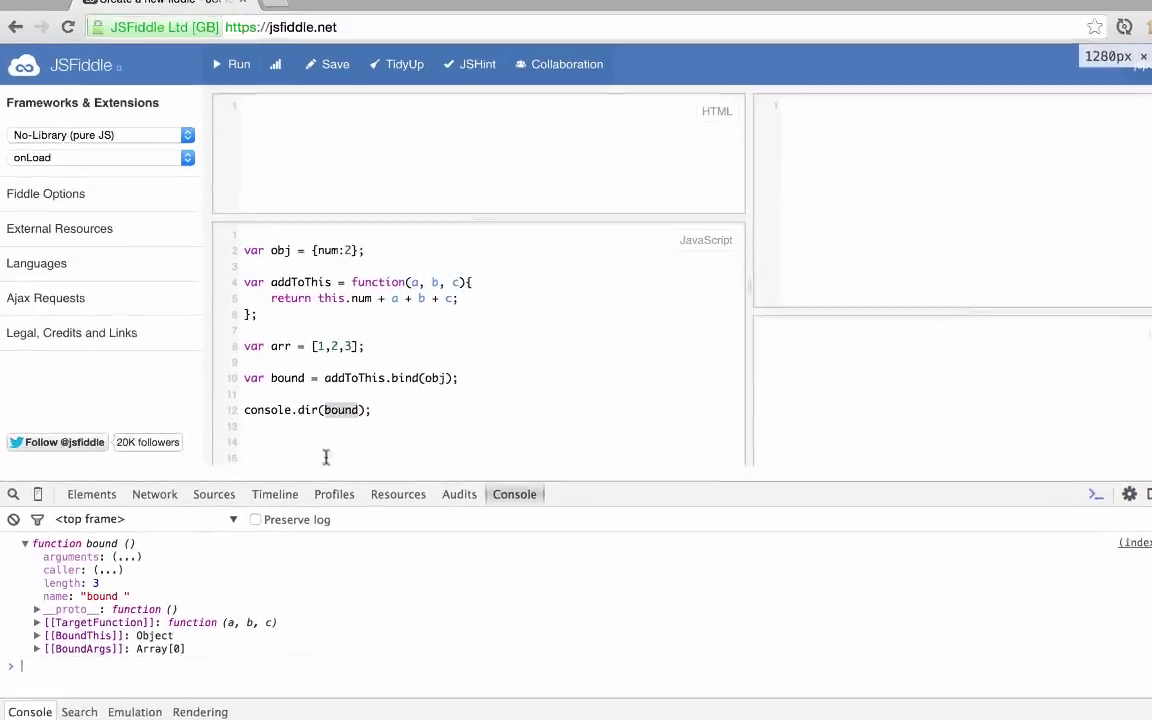 JSFiddle Ltd [GB] https://jsfiddle.net
1280px ×
JSFiddle α
Run
Save
TidyUp
JSHint
Collaboration
Frameworks & Extensions
No-Library (pure JS)
onLoad
Fiddle Options
External Resources
Languages
Ajax Requests
Legal, Credits and Links
Follow @jsfiddle 20K followers
1
HTML
1
JavaScript
1
2 var obj = {num:2};
3
4 var addToThis = function(a, b, c){
5 return this.num + a + b + c;
6 };
7
8 var arr = [1,2,3];
9
10 var bound = addToThis.bind(obj);
11
12 console.dir(bound);
13
14
15
Elements Network Sources Timeline Profiles Resources Audits Console
<top frame> Preserve log
function bound () (index
arguments: (...)
caller: (...)
length: 3
name: "bound "
__proto__: function ()
[[TargetFunction]]: function (a, b, c)
[[BoundThis]]: Object
[[BoundArgs]]: Array[0]
>
Console Search Emulation Rendering